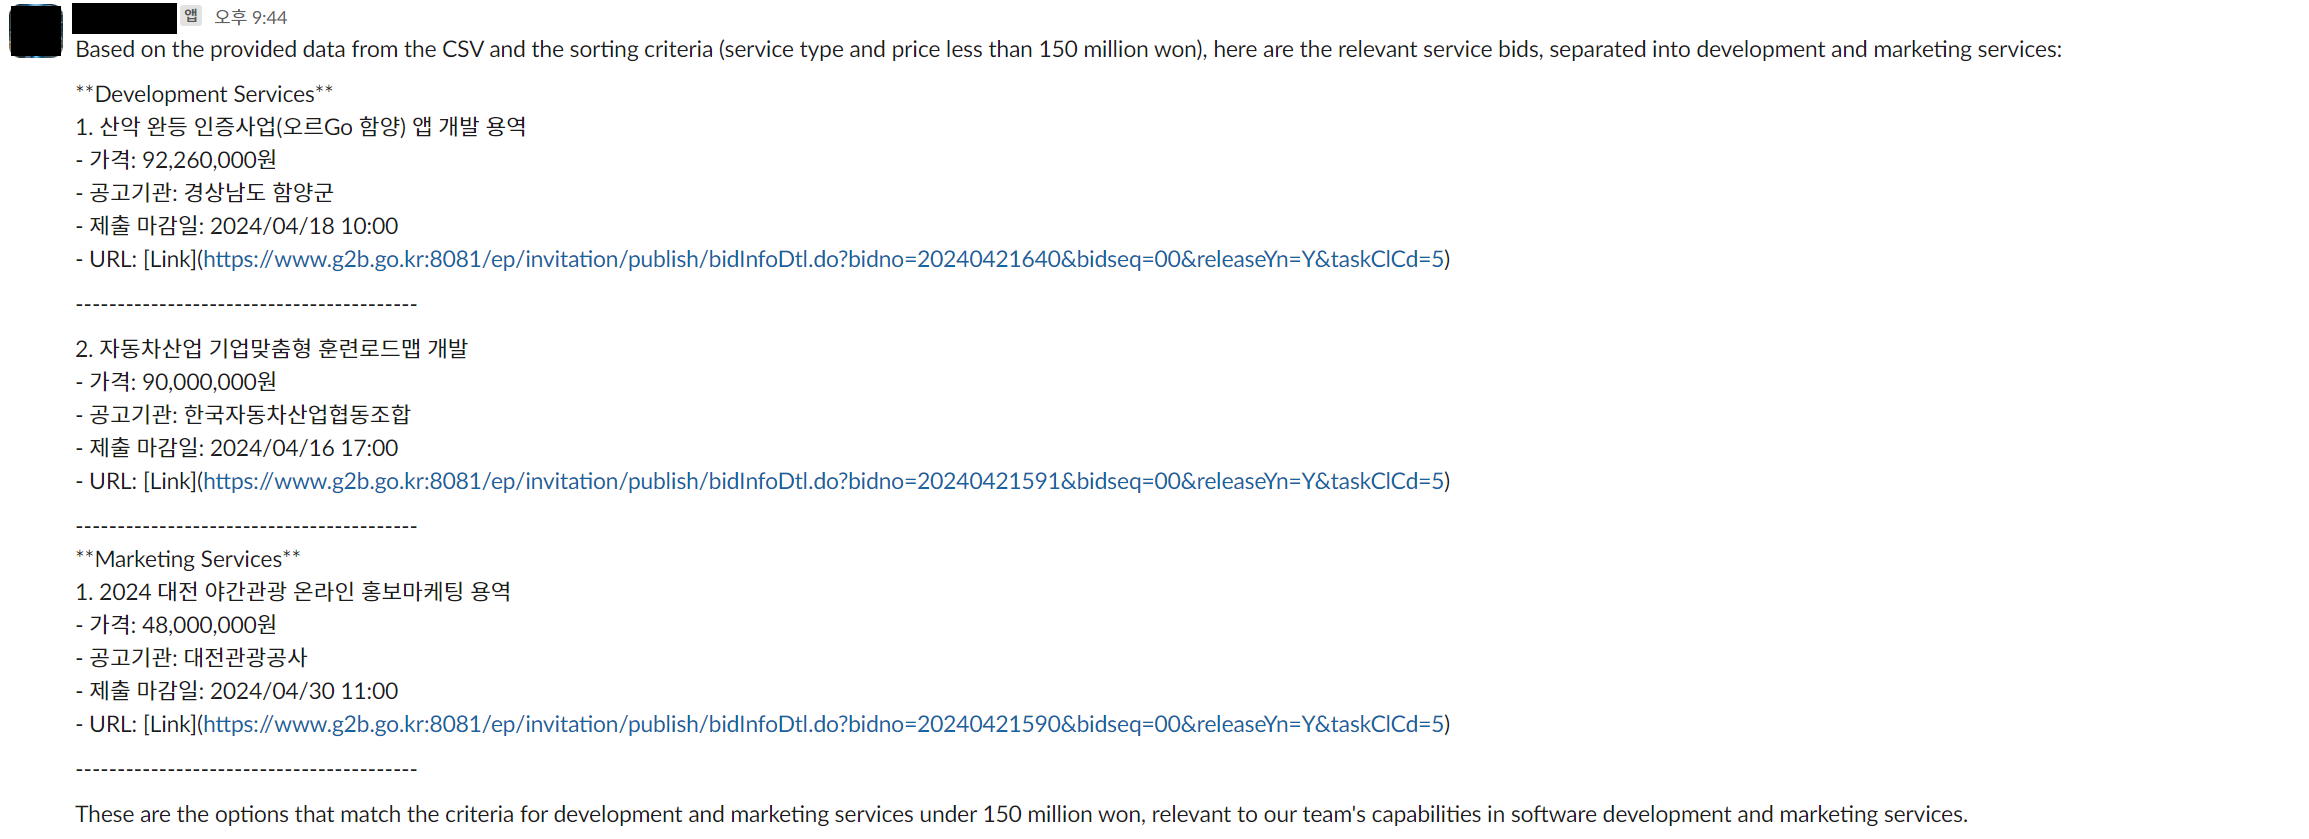 앱 오후 9:44
Based on the provided data from the CSV and the sorting criteria (service type and price less than 150 million won), here are the relevant service bids, separated into development and marketing services:
**Development Services**
1. 산악 완등 인증사업(오르Go 함양) 앱 개발 용역
- 가격: 92,260,000원
- 공고기관: 경상남도 함양군
- 제출 마감일: 2024/04/18 10:00
- URL: [Link](https://www.g2b.go.kr:8081/ep/invitation/publish/bidInfoDtl.do?bidno=20240421640&bidseq=00&releaseYn=Y&taskClCd=5)
-----------------------------------------
2. 자동차산업 기업맞춤형 훈련로드맵 개발
- 가격: 90,000,000원
- 공고기관: 한국자동차산업협동조합
- 제출 마감일: 2024/04/16 17:00
- URL: [Link](https://www.g2b.go.kr:8081/ep/invitation/publish/bidInfoDtl.do?bidno=20240421591&bidseq=00&releaseYn=Y&taskClCd=5)
-----------------------------------------
**Marketing Services**
1. 2024 대전 야간관광 온라인 홍보마케팅 용역
- 가격: 48,000,000원
- 공고기관: 대전관광공사
- 제출 마감일: 2024/04/30 11:00
- URL: [Link](https://www.g2b.go.kr:8081/ep/invitation/publish/bidInfoDtl.do?bidno=20240421590&bidseq=00&releaseYn=Y&taskClCd=5)
-----------------------------------------
These are the options that match the criteria for development and marketing services under 150 million won, relevant to our team's capabilities in software development and marketing services.